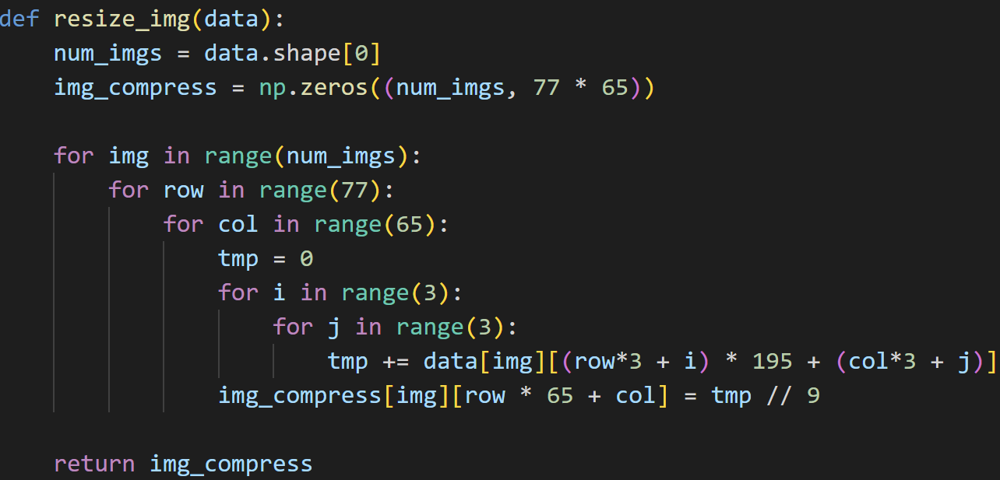 def resize_img(data):
    num_imgs = data.shape[0]
    img_compress = np.zeros((num_imgs, 77 * 65))

    for img in range(num_imgs):
        for row in range(77):
            for col in range(65):
                tmp = 0
                for i in range(3):
                    for j in range(3):
                        tmp += data[img][(row*3 + i) * 195 + (col*3 + j)]
                img_compress[img][row * 65 + col] = tmp // 9

    return img_compress